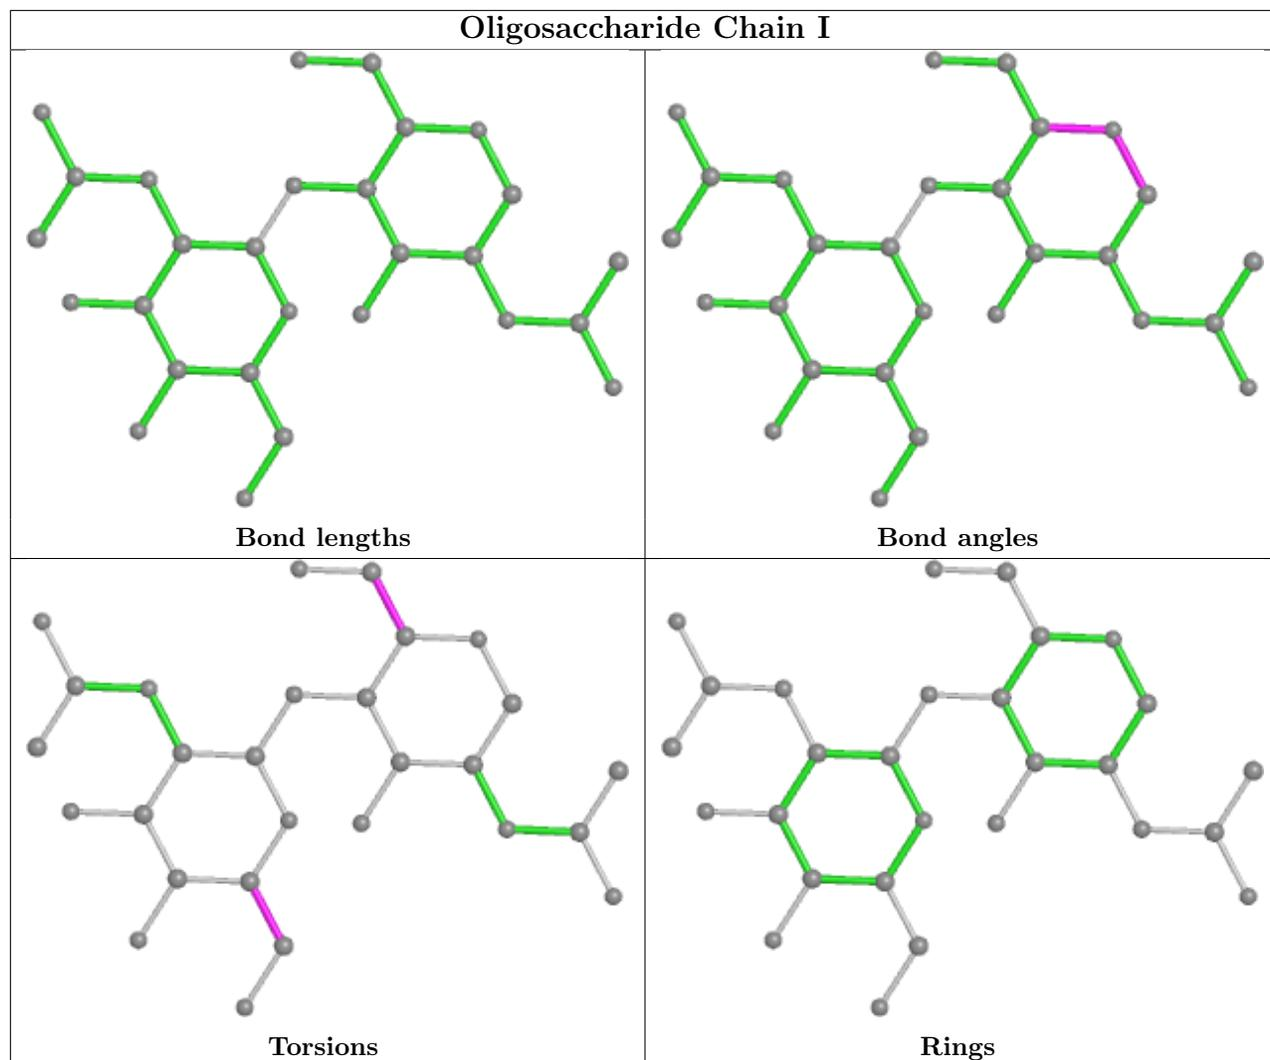 Oligosaccharide Chain I
Bond lengths
Bond angles
Torsions
Rings